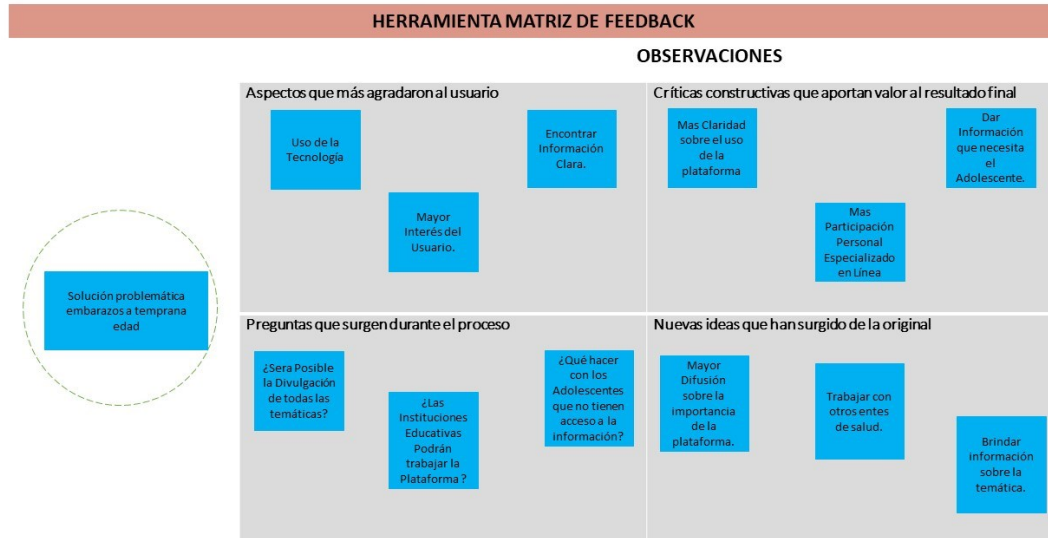 HERRAMIENTA MATRIZ DE FEEDBACK
OBSERVACIONES
Solución problemática
embarazos a temprana
edad
Aspectos que más agradaron al usuario
Uso de la
Tecnología
Mayor
Interés del
Usuario.
Encontrar
Información
Clara.
Críticas constructivas que aportan valor al resultado final
Mas Claridad
sobre el uso
de la
plataforma
Mas
Participación
Personal
Especializado
en Línea
Dar
Información
que necesita
el
Adolescente.
Preguntas que surgen durante el proceso
¿Sera Posible
la Divulgación
de todas las
temáticas?
¿Las
Instituciones
Educativas
Podrán
trabajar la
Plataforma ?
¿Qué hacer
con los
Adolescentes
que no tienen
acceso a la
información?
Nuevas ideas que han surgido de la original
Mayor
Difusión
sobre la
importancia
de la
plataforma.
Trabajar con
otros entes
de salud.
Brindar
información
sobre la
temática.